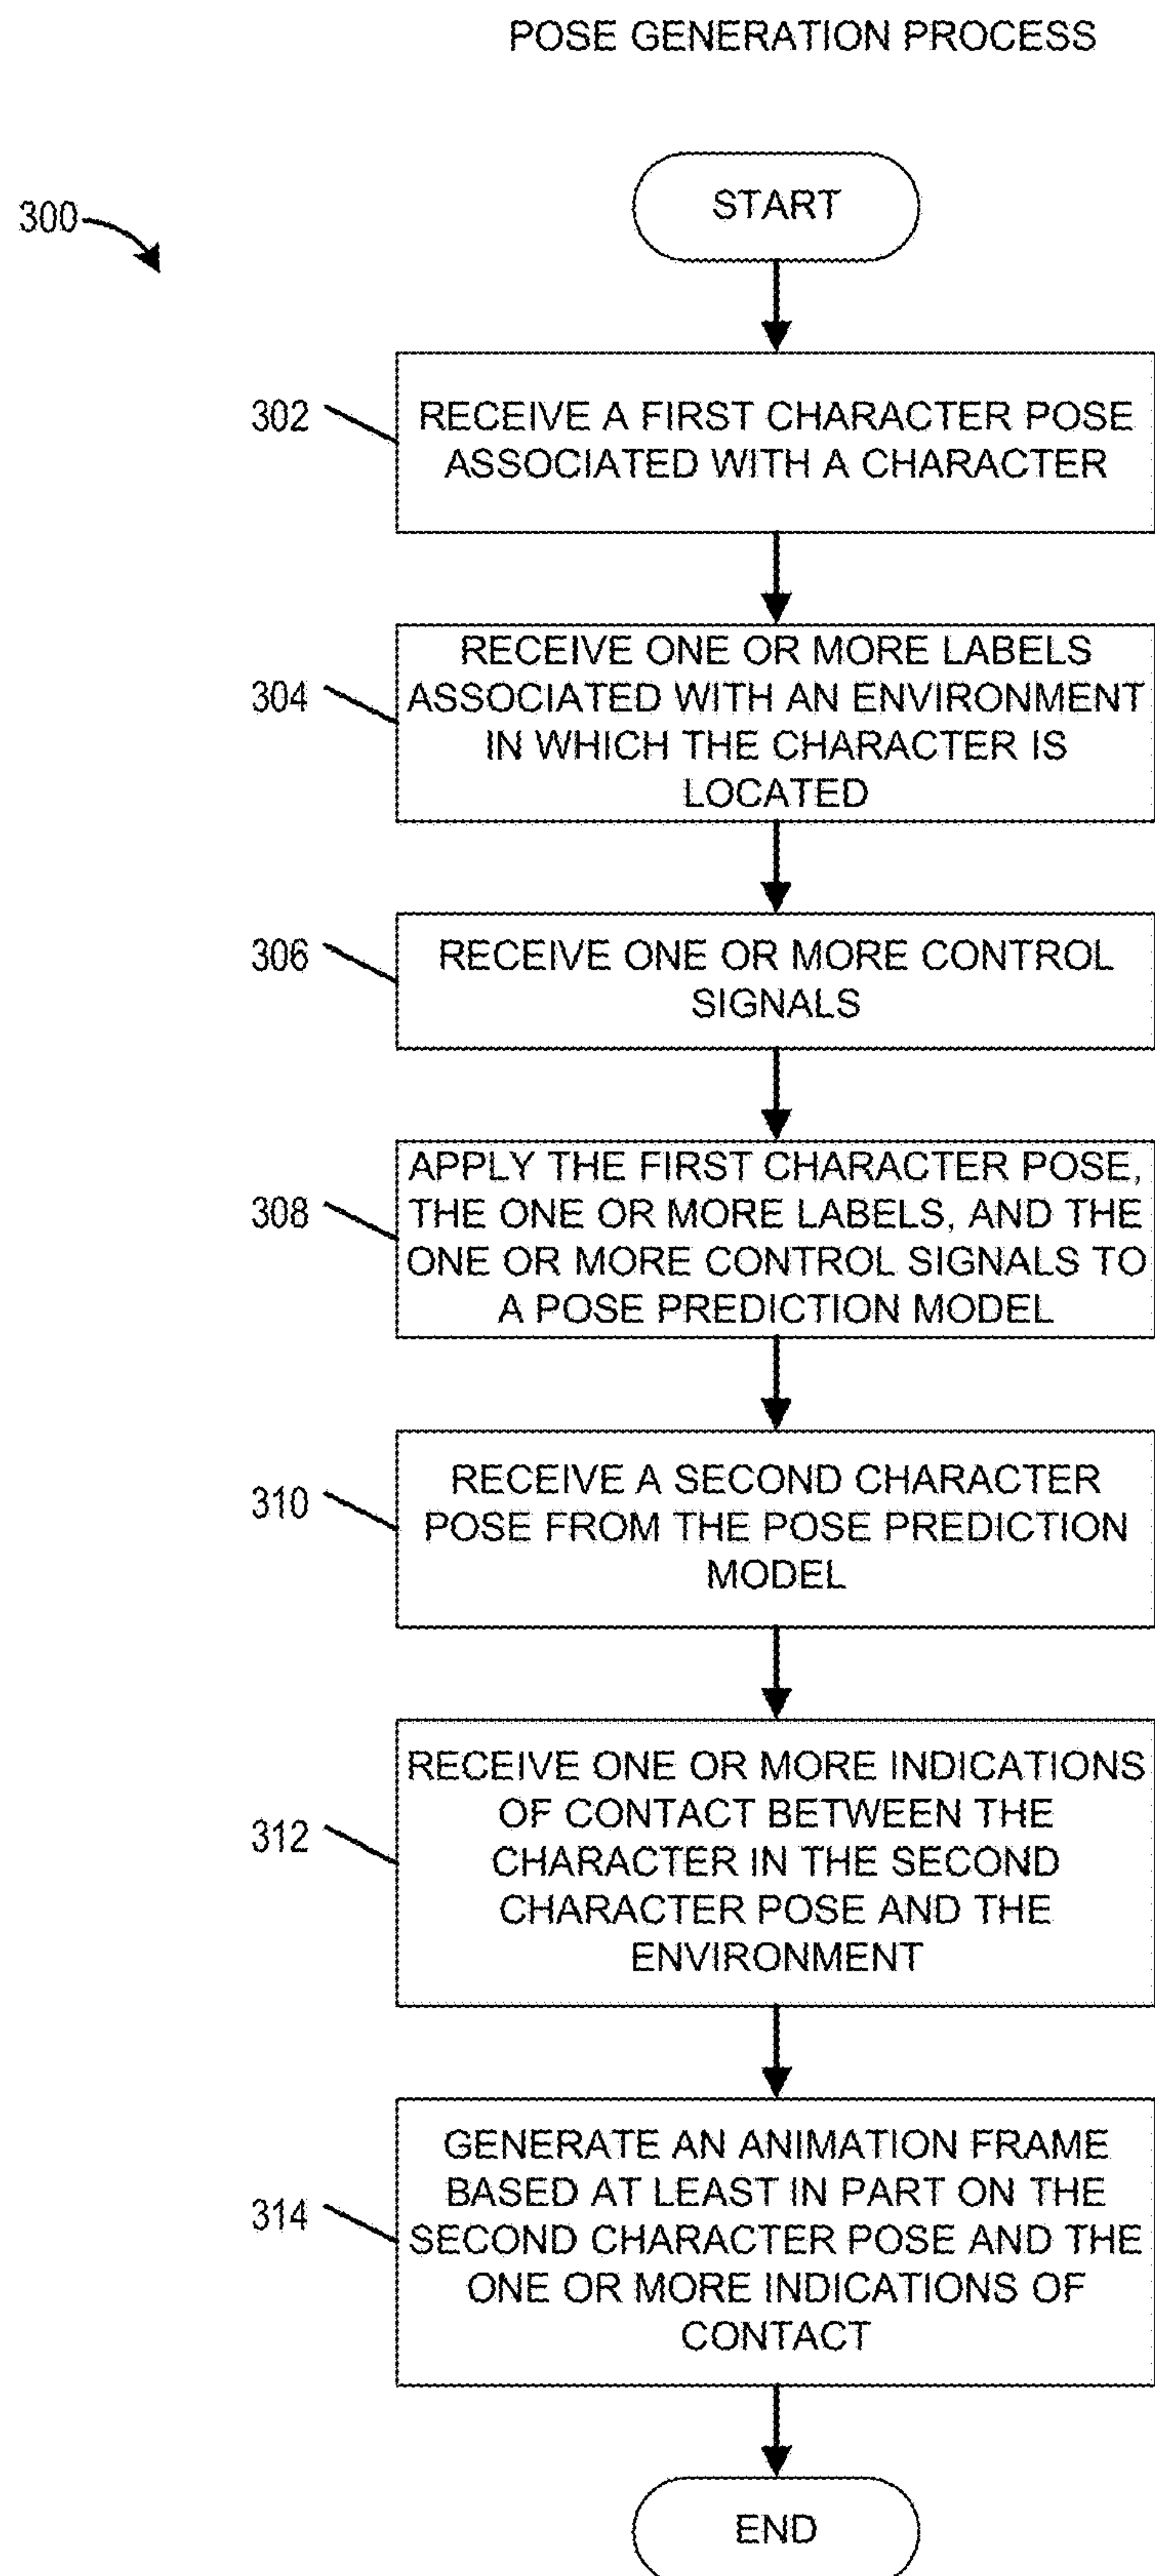 POSE GENERATION PROCESS
START
300
302
RECEIVE A FIRST CHARACTER POSE
ASSOCIATED WITH A CHARACTER
304
RECEIVE ONE OR MORE LABELS
ASSOCIATED WITH AN ENVIRONMENT
IN WHICH THE CHARACTER IS
LOCATED
306
RECEIVE ONE OR MORE CONTROL
SIGNALS
308
APPLY THE FIRST CHARACTER POSE,
THE ONE OR MORE LABELS, AND THE
ONE OR MORE CONTROL SIGNALS TO
A POSE PREDICTION MODEL
310
RECEIVE A SECOND CHARACTER
POSE FROM THE POSE PREDICTION
MODEL
312
RECEIVE ONE OR MORE INDICATIONS
OF CONTACT BETWEEN THE
CHARACTER IN THE SECOND
CHARACTER POSE AND THE
ENVIRONMENT
314
GENERATE AN ANIMATION FRAME
BASED AT LEAST IN PART ON THE
SECOND CHARACTER POSE AND THE
ONE OR MORE INDICATIONS OF
CONTACT
END